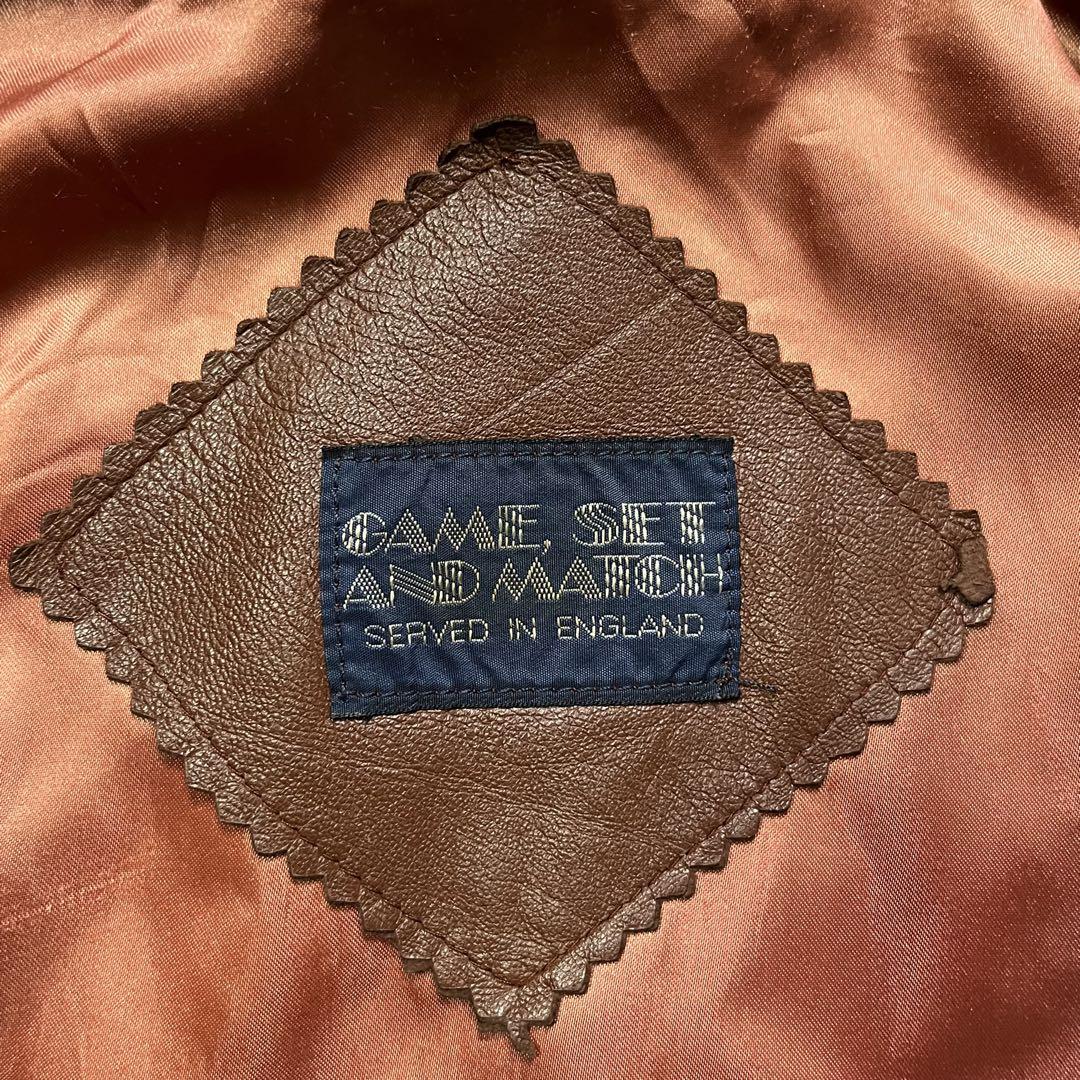 GAME, SET
AND MATCH
SERVED IN ENGLAND